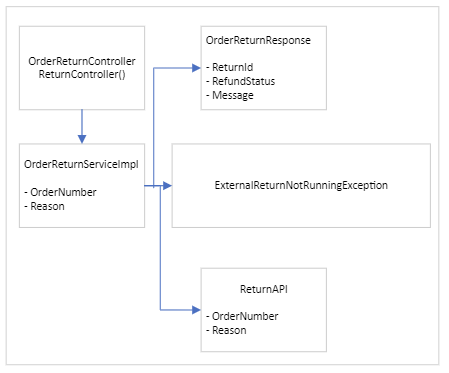 OrderReturnController
ReturnController()
OrderReturnResponse
- ReturnId
- RefundStatus
- Message
OrderReturnServiceImpl
- OrderNumber
- Reason
ExternalReturnNotRunningException
ReturnAPI
- OrderNumber
- Reason